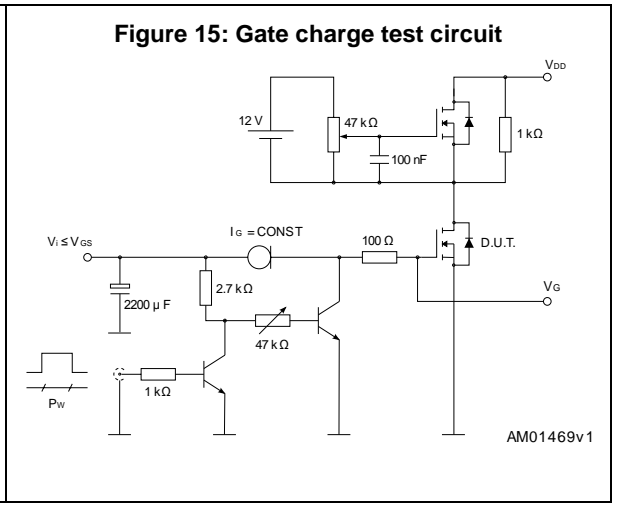 Figure 15: Gate charge test circuit
VDD
12 V
47 kΩ
1 kΩ
100 nF
Vi ≤ VGS
IG = CONST
100 Ω
D.U.T.
2.7 kΩ
VG
2200 μF
47 kΩ
1 kΩ
PW
AM01469v1